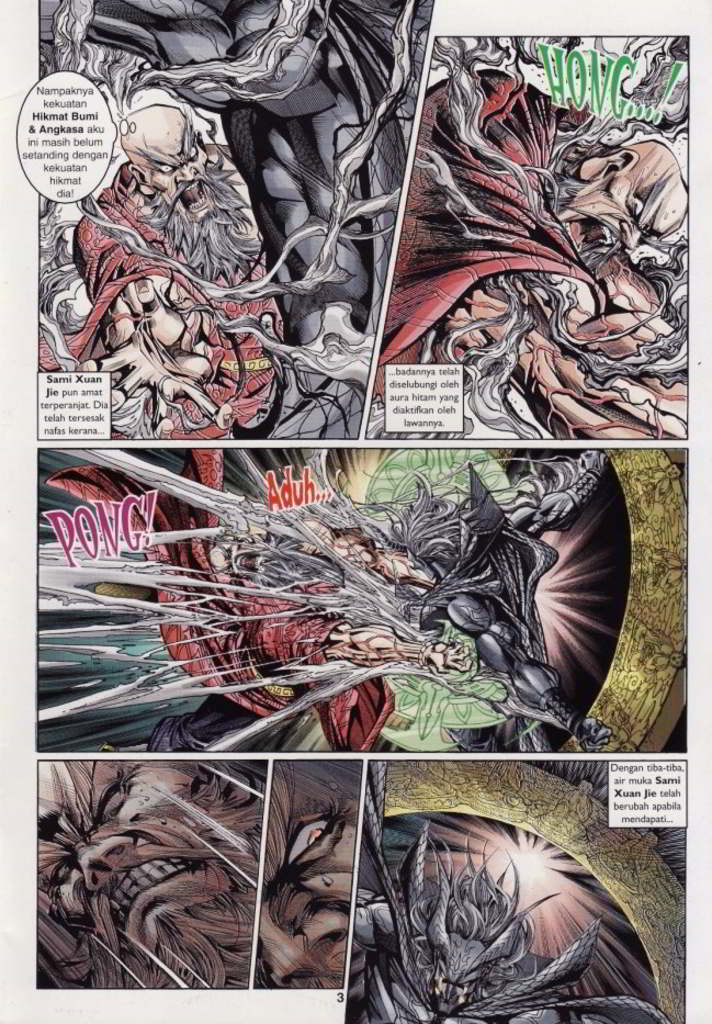 Nampaknya
kekuatan
Hikmat Bumi
& Angkasa aku
ini masih belum
setanding dengan
kekuatan
hikmat
dia!
Sami Xuan
Jie pun amat
terperanjat. Dia
telah tersesak
nafas kerana...
HONG....!
...badannya telah
diselubungi oleh
aura hitam yang
diaktifkan oleh
lawannya.
PONG!
Aduh...
Dengan tiba-tiba,
air muka Sami
Xuan Jie telah
berubah apabila
mendapati...
3